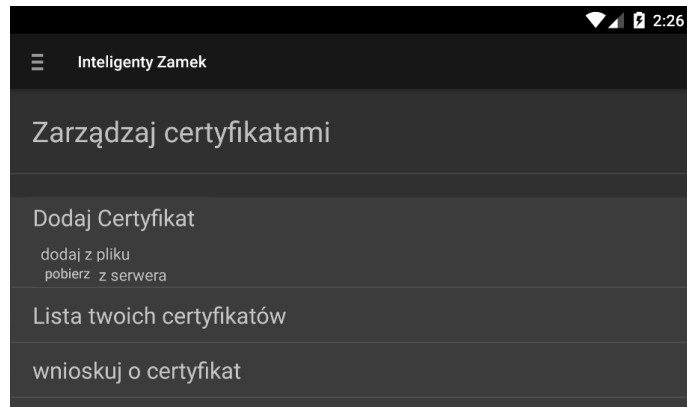 2:26
Inteligenty Zamek
Zarządzaj certyfikatami
Dodaj Certyfikat
dodaj z pliku
pobierz z serwera
Lista twoich certyfikatów
wnioskuj o certyfikat